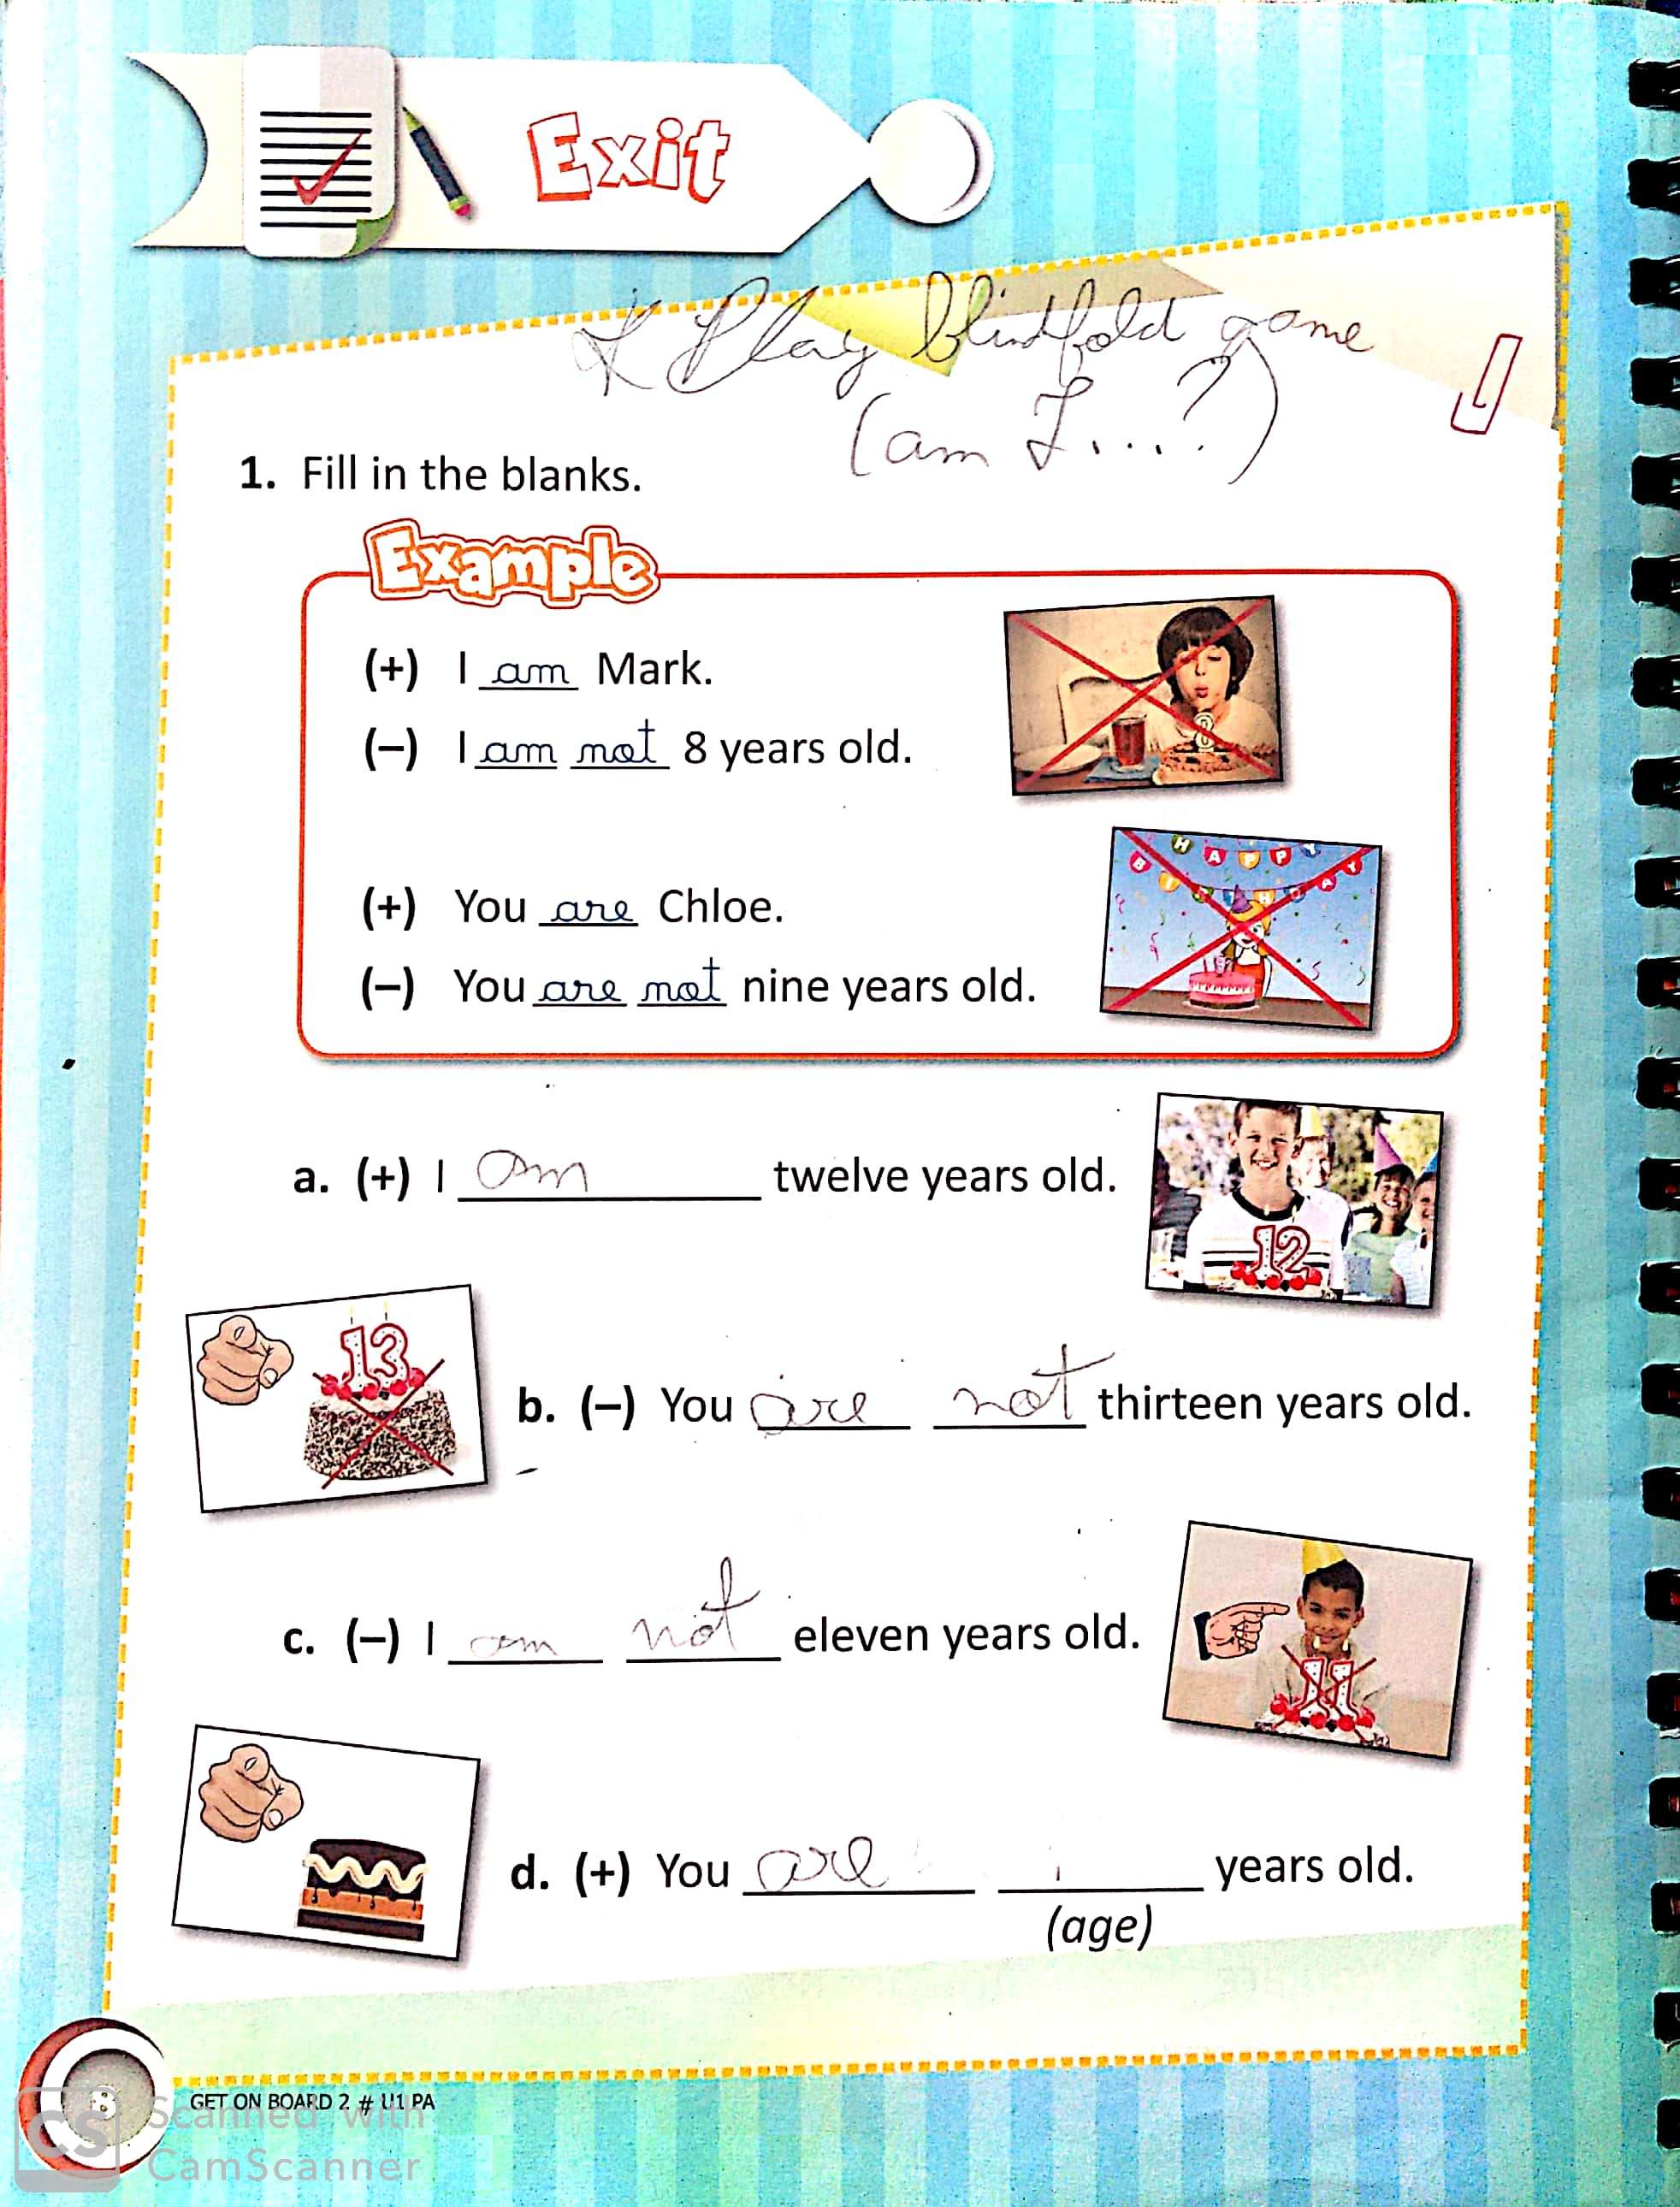 Exit
* Play blindfold game
(am I....?)
1. Fill in the blanks.
Example
(+) I am Mark.
(–) I am not 8 years old.
8
HAPPY
BIRTHDAY
(+) You are Chloe.
(–) You are not nine years old.
a. (+) I am twelve years old.
12
13
b. (–) You are not thirteen years old.
c. (–) I am not eleven years old.
11
d. (+) You are ________ years old.
(age)
8
GET ON BOARD 2 # U1 PA
CS
Scanned with
CamScanner